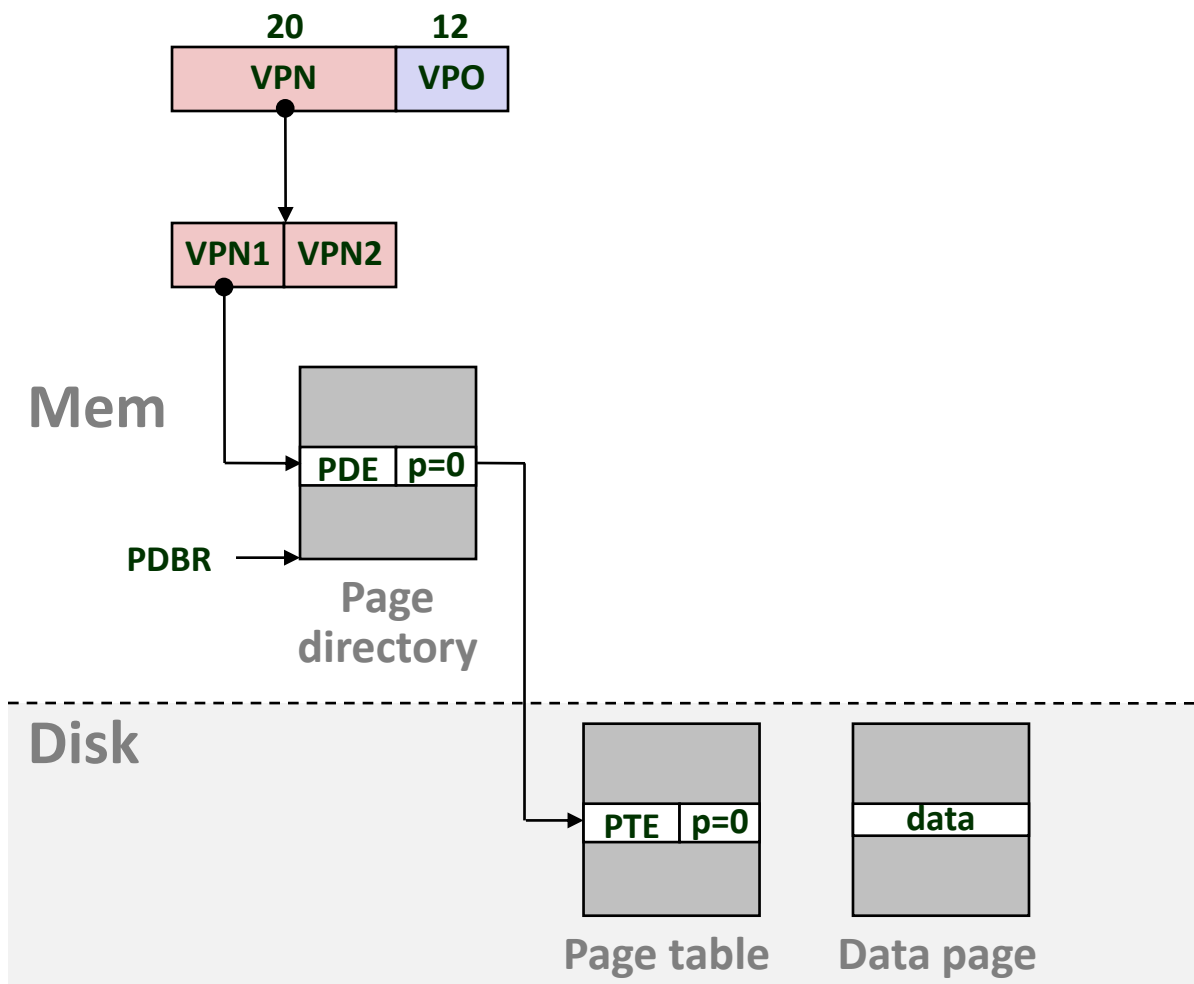 20 12
VPN VPO
VPN1 VPN2
Mem
PDE p=0
PDBR
Page
directory
Disk
PTE p=0 data
Page table Data page